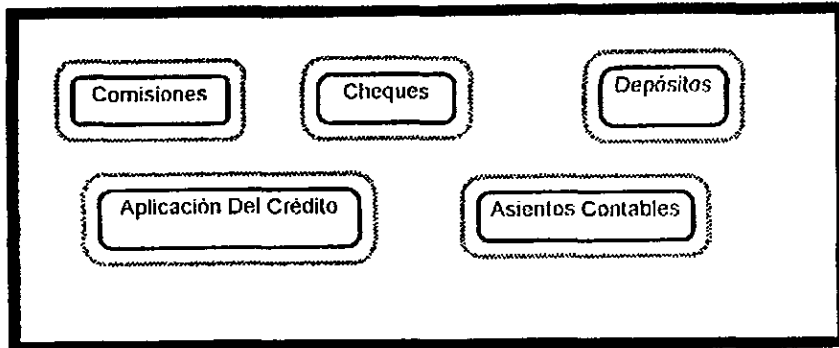 Comisiones
Cheques
Depósitos
Aplicación Del Crédito
Asientos Contables